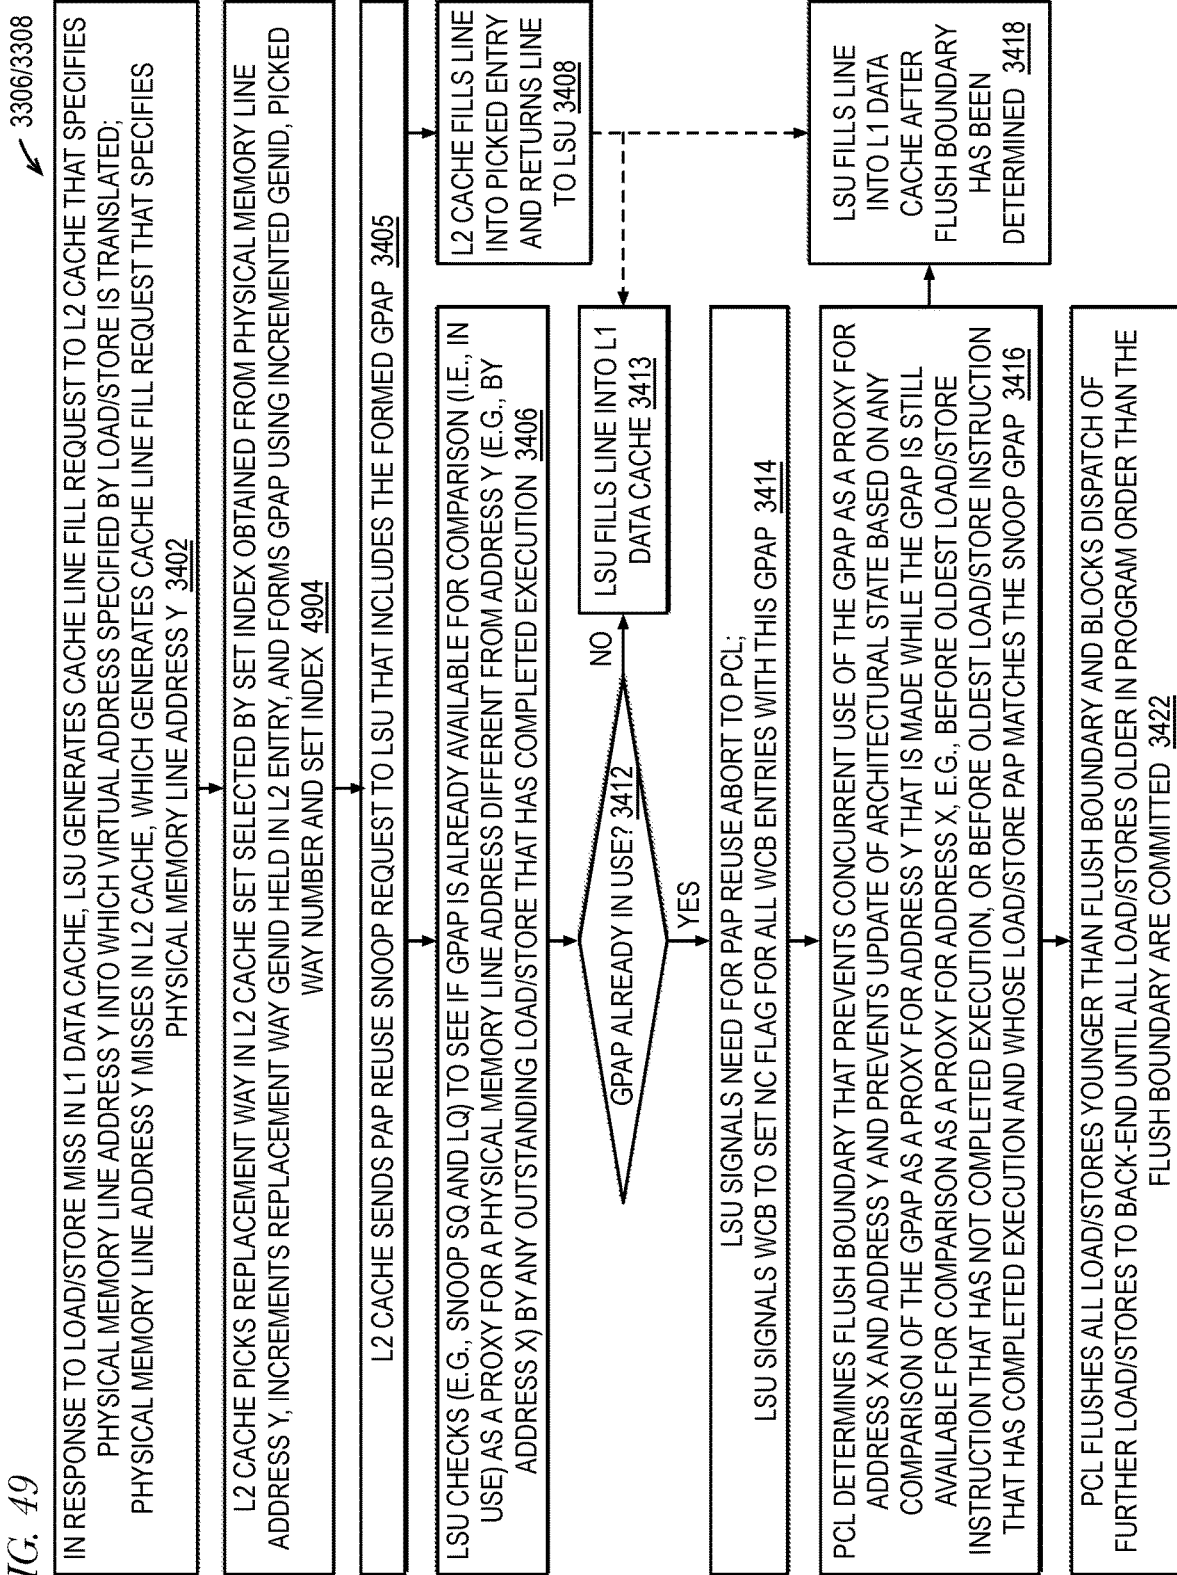 IG. 49
3306/3308
IN RESPONSE TO LOAD/STORE MISS IN L1 DATA CACHE, LSU GENERATES CACHE LINE FILL REQUEST TO L2 CACHE THAT SPECIFIES
PHYSICAL MEMORY LINE ADDRESS Y INTO WHICH VIRTUAL ADDRESS SPECIFIED BY LOAD/STORE IS TRANSLATED;
PHYSICAL MEMORY LINE ADDRESS Y MISSES IN L2 CACHE, WHICH GENERATES CACHE LINE FILL REQUEST THAT SPECIFIES
PHYSICAL MEMORY LINE ADDRESS Y 3402
L2 CACHE PICKS REPLACEMENT WAY IN L2 CACHE SET SELECTED BY SET INDEX OBTAINED FROM PHYSICAL MEMORY LINE
ADDRESS Y, INCREMENTS REPLACEMENT WAY GENID HELD IN L2 ENTRY, AND FORMS GPAP USING INCREMENTED GENID, PICKED
WAY NUMBER AND SET INDEX 4904
L2 CACHE SENDS PAP REUSE SNOOP REQUEST TO LSU THAT INCLUDES THE FORMED GPAP 3405
LSU CHECKS (E.G., SNOOP SQ AND LQ) TO SEE IF GPAP IS ALREADY AVAILABLE FOR COMPARISON (I.E., IN
USE) AS A PROXY FOR A PHYSICAL MEMORY LINE ADDRESS DIFFERENT FROM ADDRESS Y (E.G., BY
ADDRESS X) BY ANY OUTSTANDING LOAD/STORE THAT HAS COMPLETED EXECUTION 3406
L2 CACHE FILLS LINE
INTO PICKED ENTRY
AND RETURNS LINE
TO LSU 3408
GPAP ALREADY IN USE? 3412
NO
LSU FILLS LINE INTO L1
DATA CACHE 3413
YES
LSU SIGNALS NEED FOR PAP REUSE ABORT TO PCL;
LSU SIGNALS WCB TO SET NC FLAG FOR ALL WCB ENTRIES WITH THIS GPAP 3414
PCL DETERMINES FLUSH BOUNDARY THAT PREVENTS CONCURRENT USE OF THE GPAP AS A PROXY FOR
ADDRESS X AND ADDRESS Y AND PREVENTS UPDATE OF ARCHITECTURAL STATE BASED ON ANY
COMPARISON OF THE GPAP AS A PROXY FOR ADDRESS Y THAT IS MADE WHILE THE GPAP IS STILL
AVAILABLE FOR COMPARISON AS A PROXY FOR ADDRESS X, E.G., BEFORE OLDEST LOAD/STORE
INSTRUCTION THAT HAS NOT COMPLETED EXECUTION, OR BEFORE OLDEST LOAD/STORE INSTRUCTION
THAT HAS COMPLETED EXECUTION AND WHOSE LOAD/STORE PAP MATCHES THE SNOOP GPAP 3416
LSU FILLS LINE
INTO L1 DATA
CACHE AFTER
FLUSH BOUNDARY
HAS BEEN
DETERMINED 3418
PCL FLUSHES ALL LOAD/STORES YOUNGER THAN FLUSH BOUNDARY AND BLOCKS DISPATCH OF
FURTHER LOAD/STORES TO BACK-END UNTIL ALL LOAD/STORES OLDER IN PROGRAM ORDER THAN THE
FLUSH BOUNDARY ARE COMMITTED 3422